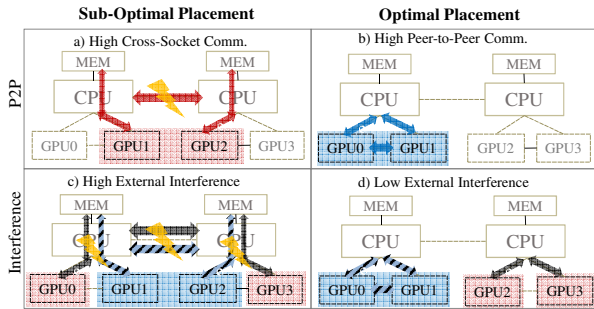 Sub-Optimal Placement
Optimal Placement
P2P
a) High Cross-Socket Comm.
MEM
MEM
CPU
CPU
GPU0
GPU1
GPU2
GPU3
b) High Peer-to-Peer Comm.
MEM
MEM
CPU
CPU
GPU0
GPU1
GPU2
GPU3
Interference
c) High External Interference
MEM
MEM
CPU
CPU
GPU0
GPU1
GPU2
GPU3
d) Low External Interference
MEM
MEM
CPU
CPU
GPU0
GPU1
GPU2
GPU3